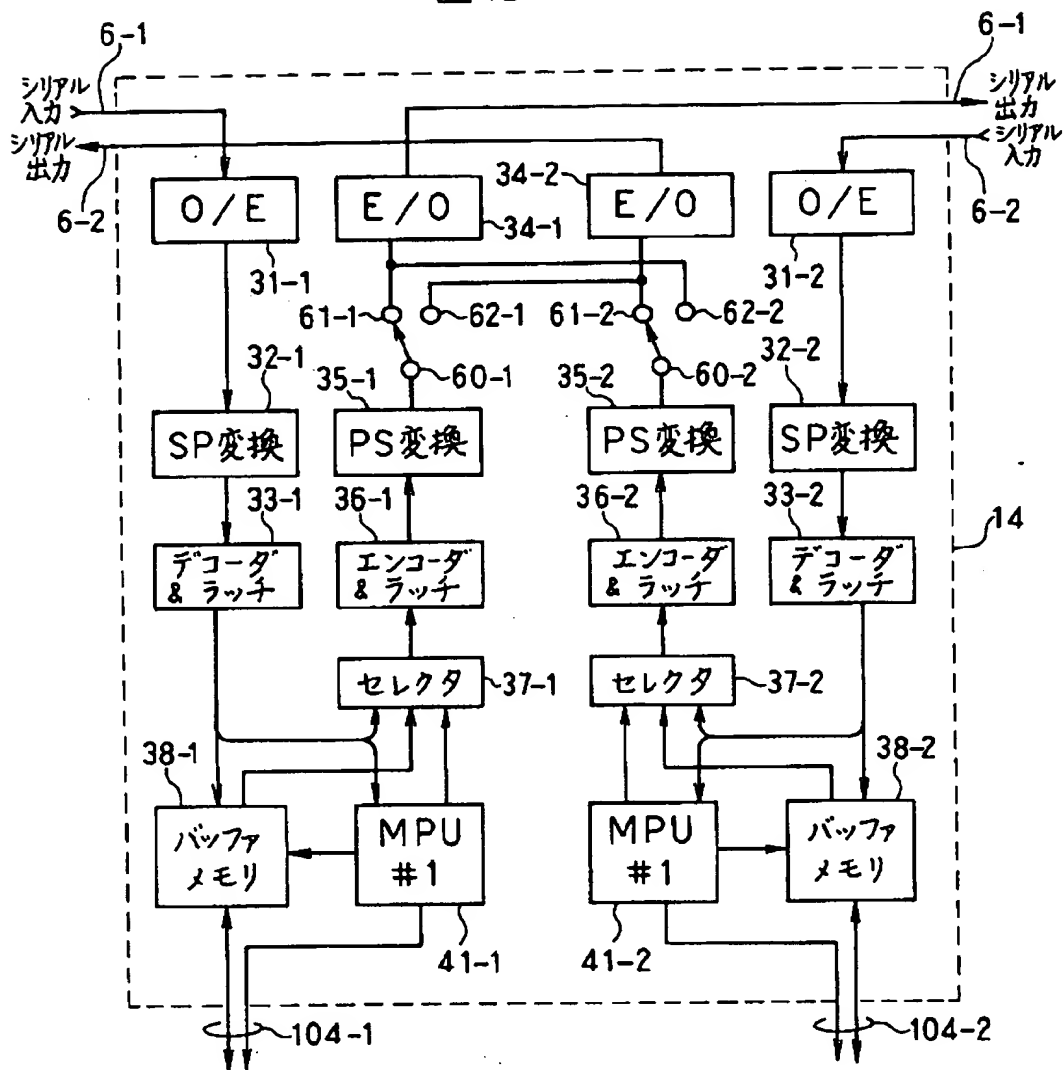 6-1
6-1
シリアル
入力
シリアル
出力
シリアル
出力
シリアル
入力
6-2
6-2
O/E
E/O
34-2
E/O
O/E
31-1
34-1
31-2
61-1
62-1
61-2
62-2
32-1
35-1
60-1
35-2
60-2
32-2
SP変換
PS変換
PS変換
SP変換
33-1
36-1
36-2
33-2
14
デコーダ
& ラッチ
エンコーダ
& ラッチ
エンコーダ
& ラッチ
デコーダ
& ラッチ
セレクタ
37-1
セレクタ
37-2
38-1
38-2
バッファ
メモリ
MPU
#1
MPU
#1
バッファ
メモリ
41-1
41-2
104-1
104-2